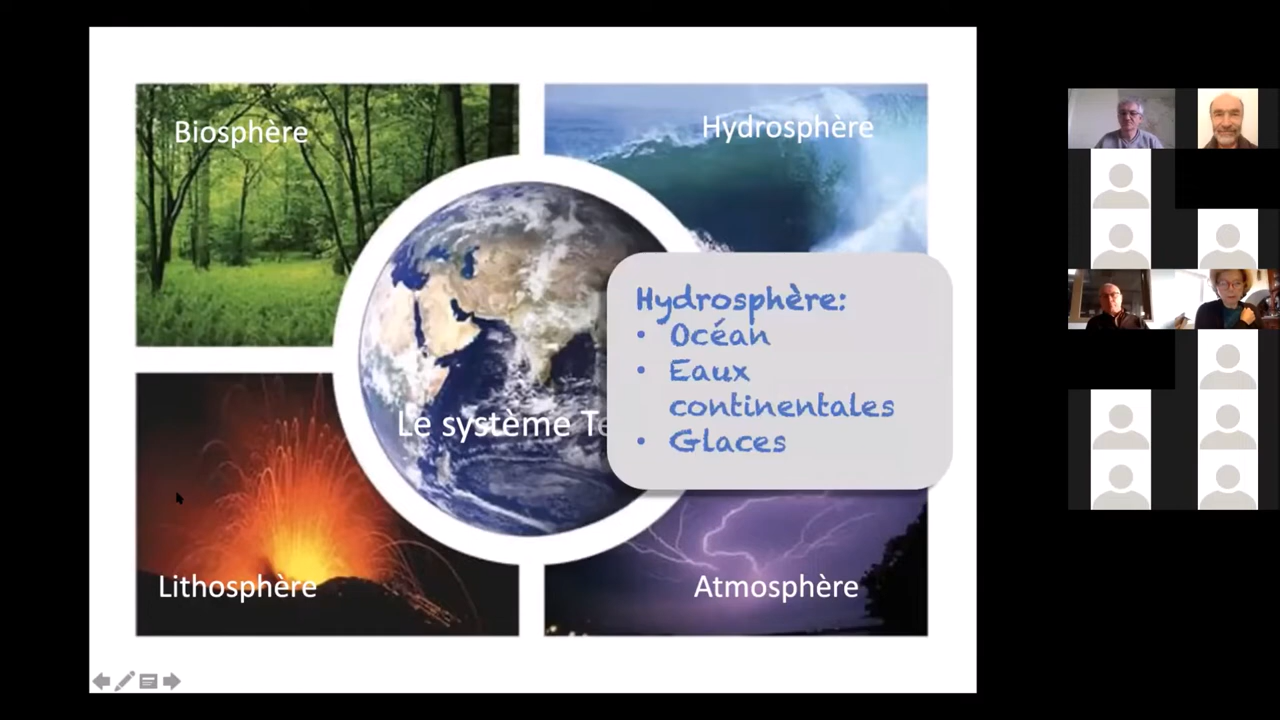 Biosphère
Hydrosphère
Hydrosphère:
• Océan
• Eaux
continentales
• Glaces
Le système Te
Lithosphère
Atmosphère